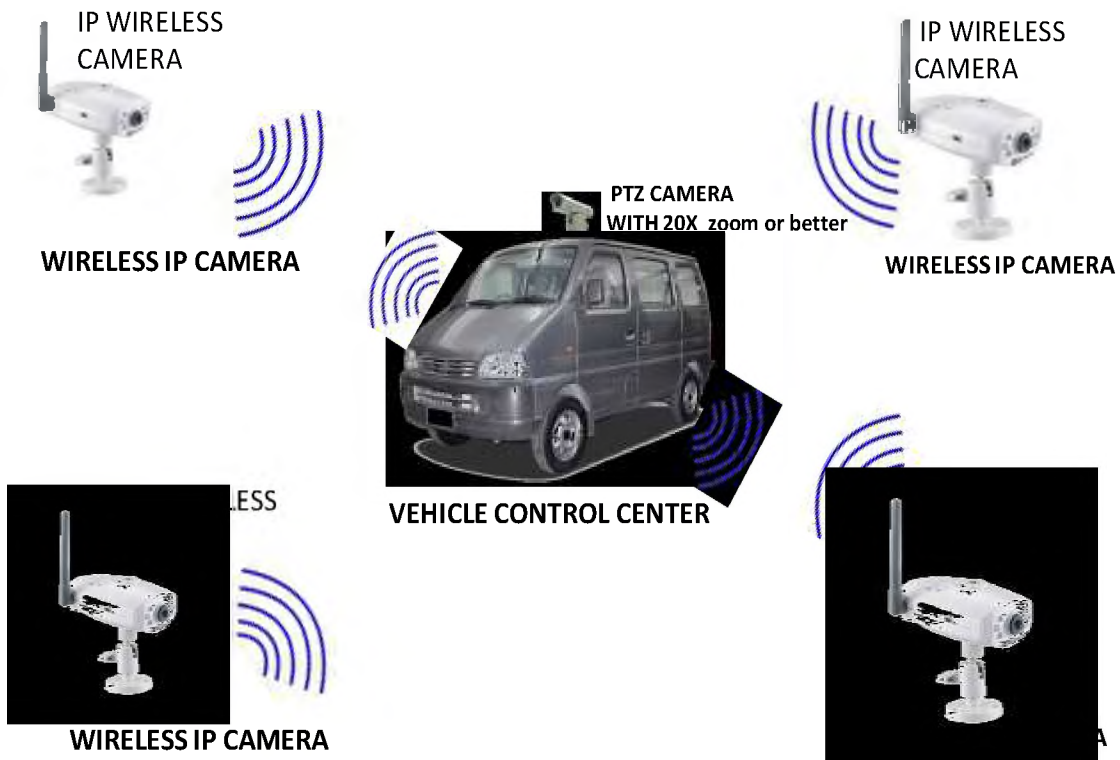 IP WIRELESS
CAMERA
IP WIRELESS
CAMERA
PTZ CAMERA
WITH 20X zoom or better
WIRELESS IP CAMERA
WIRELESS IP CAMERA
VEHICLE CONTROL CENTER
WIRELESS IP CAMERA